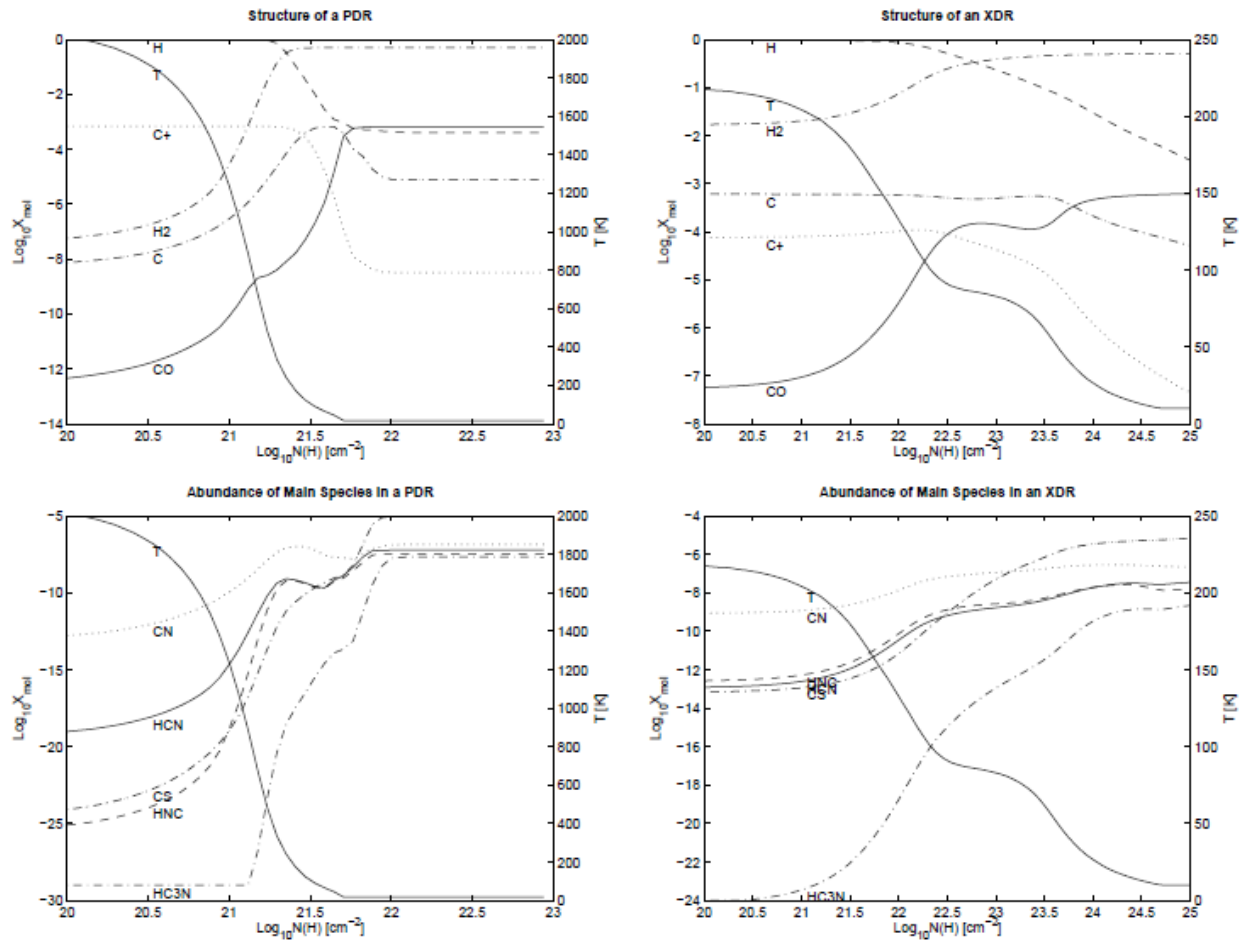 Structure of a PDR
0
−2
−4
−6
−8
−10
−12
−14
2000
1800
1600
1400
1200
1000
800
600
400
200
0
20
20.5
21
21.5
22
22.5
23
Log10Xmol
T [K]
Log10N(H) [cm−2]
H
T
C+
H2
C
CO
Structure of an XDR
0
−1
−2
−3
−4
−5
−6
−7
−8
250
200
150
100
50
0
20
20.5
21
21.5
22
22.5
23
23.5
24
24.5
25
Log10Xmol
T [K]
Log10N(H) [cm−2]
H
T
H2
C
C+
CO
Abundance of Main Species in a PDR
−5
−10
−15
−20
−25
−30
2000
1800
1600
1400
1200
1000
800
600
400
200
0
20
20.5
21
21.5
22
22.5
23
Log10Xmol
T [K]
Log10N(H) [cm−2]
T
CN
HCN
CS
HNC
HC3N
Abundance of Main Species in an XDR
−4
−6
−8
−10
−12
−14
−16
−18
−20
−22
−24
250
200
150
100
50
0
20
20.5
21
21.5
22
22.5
23
23.5
24
24.5
25
Log10Xmol
T [K]
Log10N(H) [cm−2]
T
CN
HNC
HCN
CS
HC3N